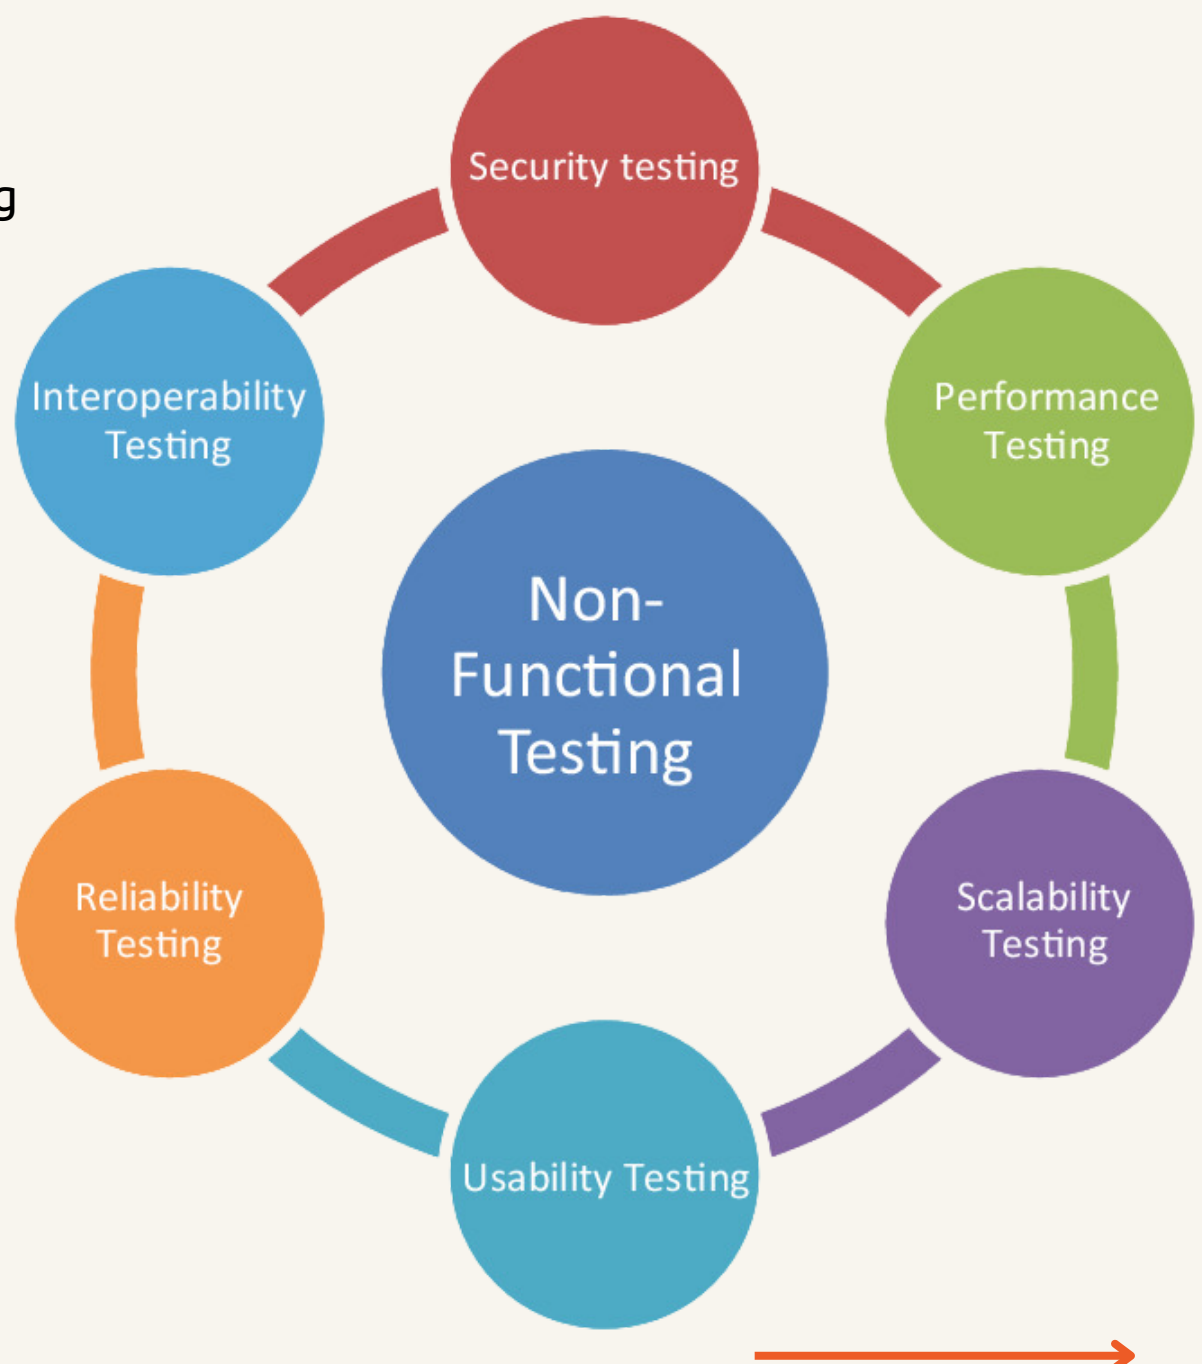 Security testing
g
Interoperability
Testing
Performance
Testing
Non-
Functional
Testing
Reliability
Testing
Scalability
Testing
Usability Testing